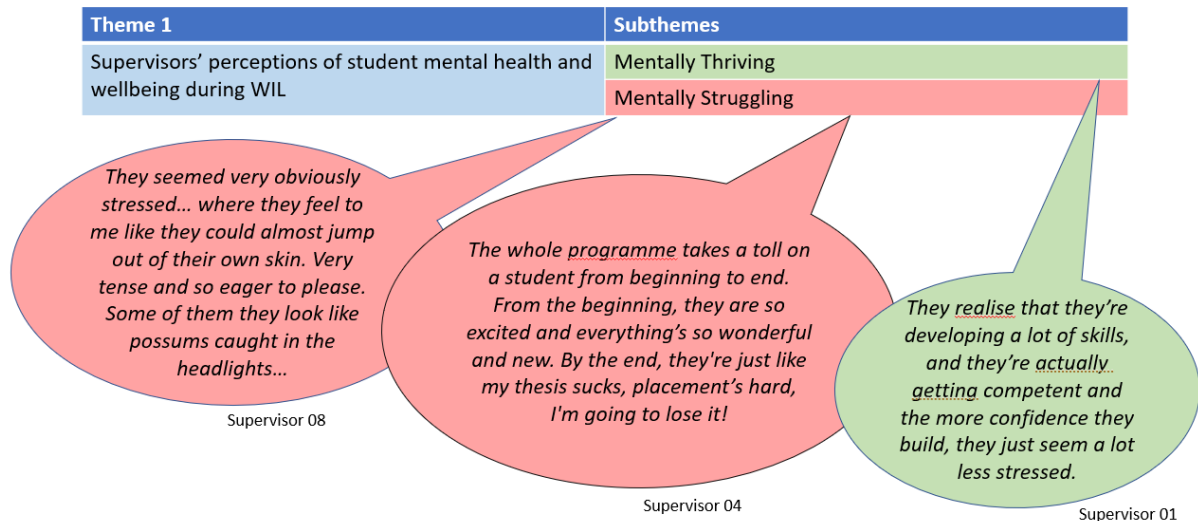 Theme 1
Subthemes
Supervisors’ perceptions of student mental health and
wellbeing during WIL
Mentally Thriving
Mentally Struggling
They seemed very obviously
stressed… where they feel to
me like they could almost jump
out of their own skin. Very
tense and so eager to please.
Some of them they look like
possums caught in the
headlights…
Supervisor 08
The whole programme takes a toll on
a student from beginning to end.
From the beginning, they are so
excited and everything’s so wonderful
and new. By the end, they're just like
my thesis sucks, placement’s hard,
I'm going to lose it!
Supervisor 04
They realise that they’re
developing a lot of skills,
and they’re actually
getting competent and
the more confidence they
build, they just seem a lot
less stressed.
Supervisor 01